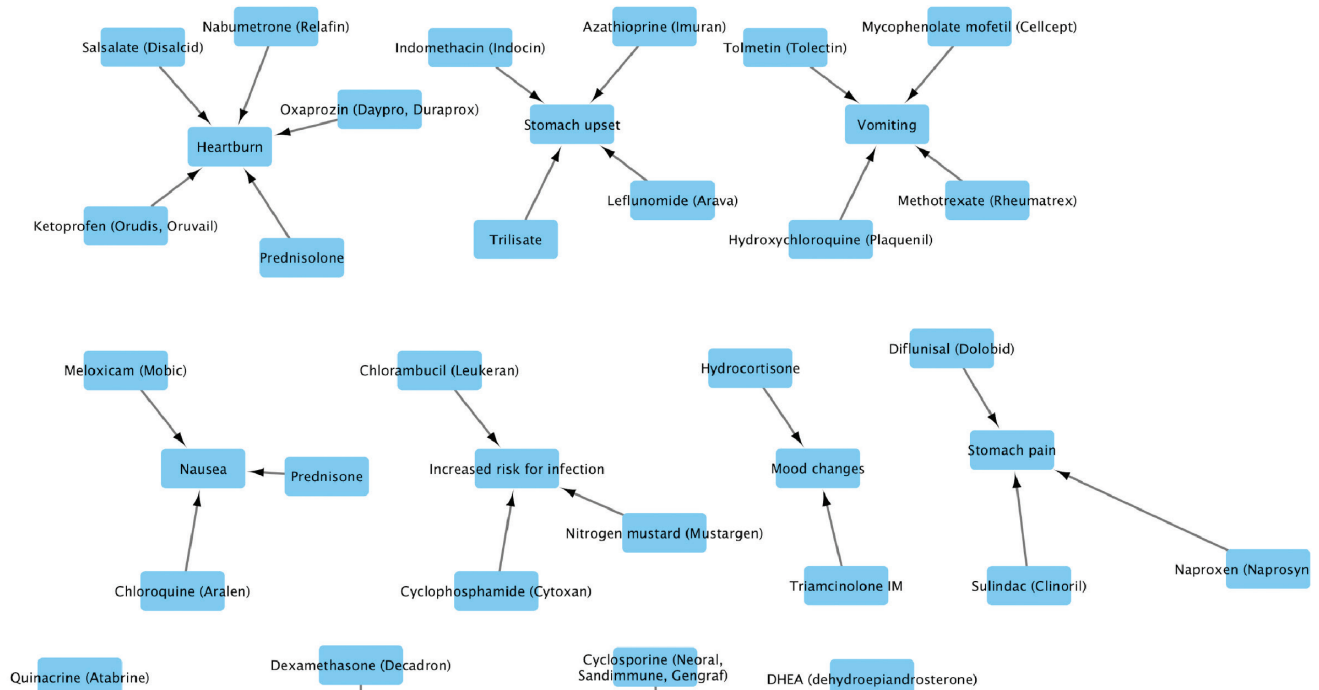 Nabumetrone (Relafin)
Salsalate (Disalcid)
Oxaprozin (Daypro, Duraprox)
Heartburn
Ketoprofen (Orudis, Oruvail)
Prednisolone
Azathioprine (Imuran)
Indomethacin (Indocin)
Stomach upset
Leflunomide (Arava)
Trilisate
Mycophenolate mofetil (Cellcept)
Tolmetin (Tolectin)
Vomiting
Methotrexate (Rheumatrex)
Hydroxychloroquine (Plaquenil)
Meloxicam (Mobic)
Nausea
Prednisone
Chloroquine (Aralen)
Chlorambucil (Leukeran)
Increased risk for infection
Nitrogen mustard (Mustargen)
Cyclophosphamide (Cytoxan)
Hydrocortisone
Mood changes
Triamcinolone IM
Diflunisal (Dolobid)
Stomach pain
Naproxen (Naprosyn
Sulindac (Clinoril)
Quinacrine (Atabrine)
Dexamethasone (Decadron)
Cyclosporine (Neoral,
Sandimmune, Gengraf)
DHEA (dehydroepiandrosterone)